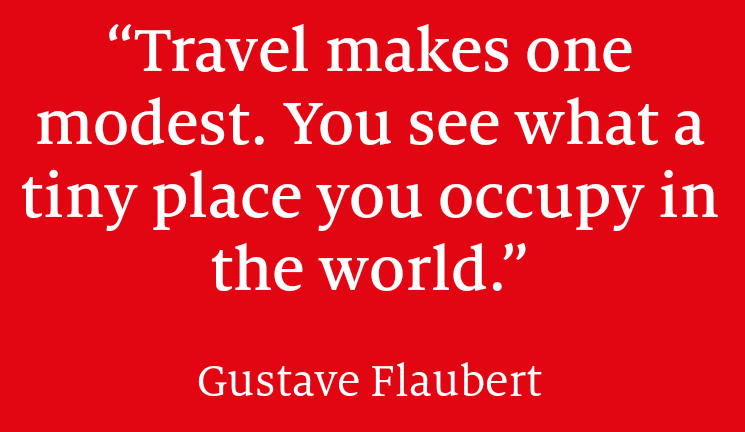 “Travel makes one
modest. You see what a
tiny place you occupy in
the world.”
Gustave Flaubert